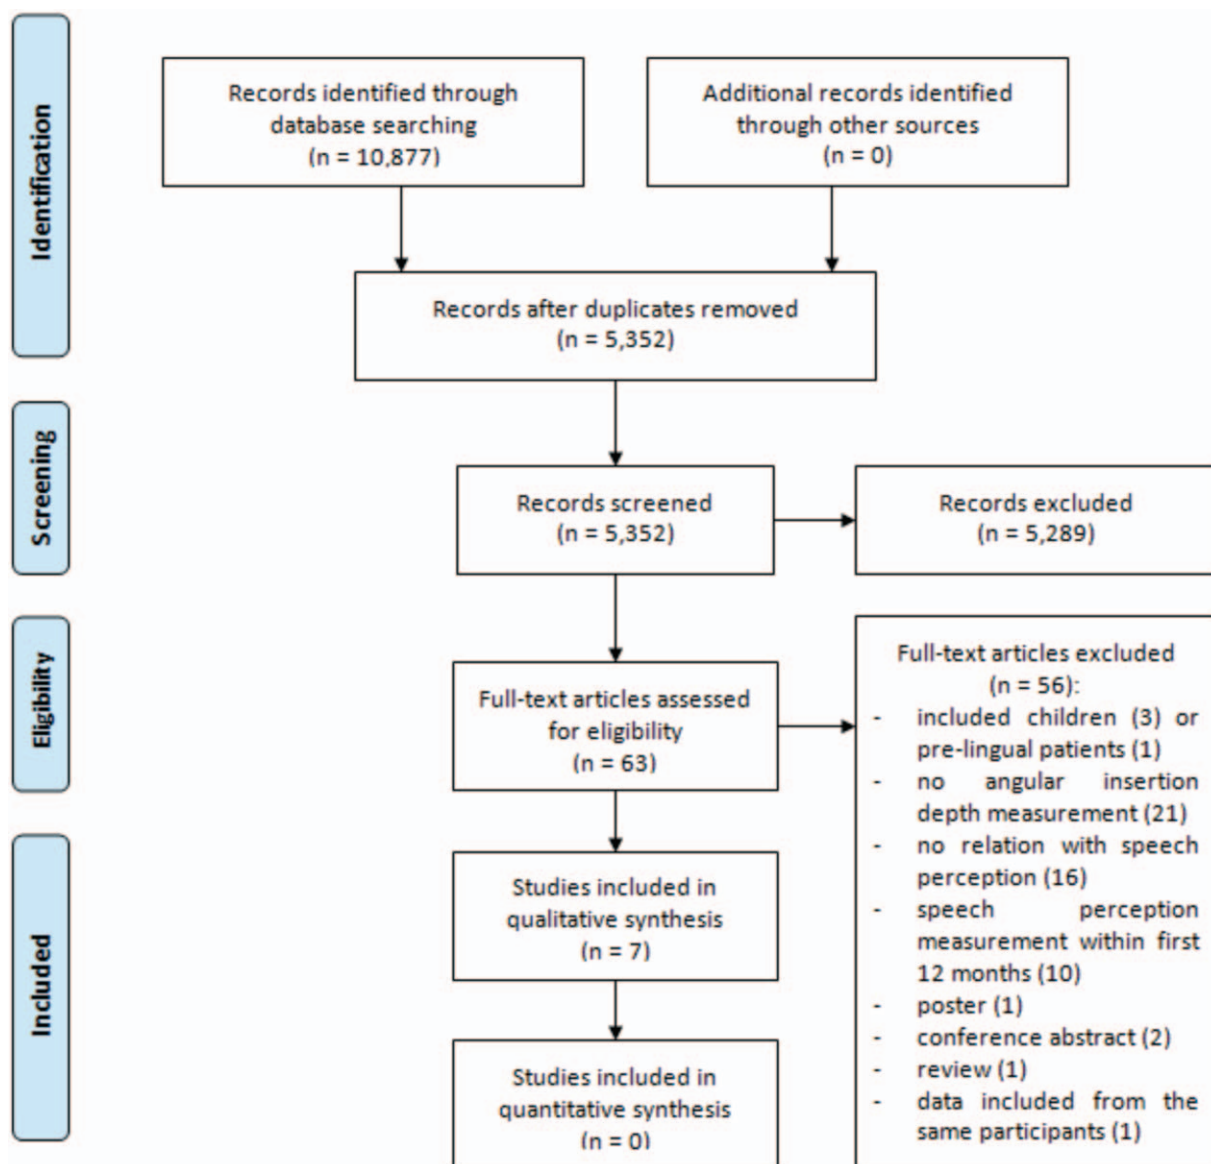 Identification
Records identified through
database searching
(n = 10,877)
Additional records identified
through other sources
(n = 0)
Records after duplicates removed
(n = 5,352)
Screening
Records screened
(n = 5,352)
Records excluded
(n = 5,289)
Eligibility
Full-text articles assessed
for eligibility
(n = 63)
Full-text articles excluded
(n = 56):
- included children (3) or
pre-lingual patients (1)
- no angular insertion
depth measurement (21)
- no relation with speech
perception (16)
- speech perception
measurement within first
12 months (10)
- poster (1)
- conference abstract (2)
- review (1)
- data included from the
same participants (1)
Included
Studies included in
qualitative synthesis
(n = 7)
Studies included in
quantitative synthesis
(n = 0)